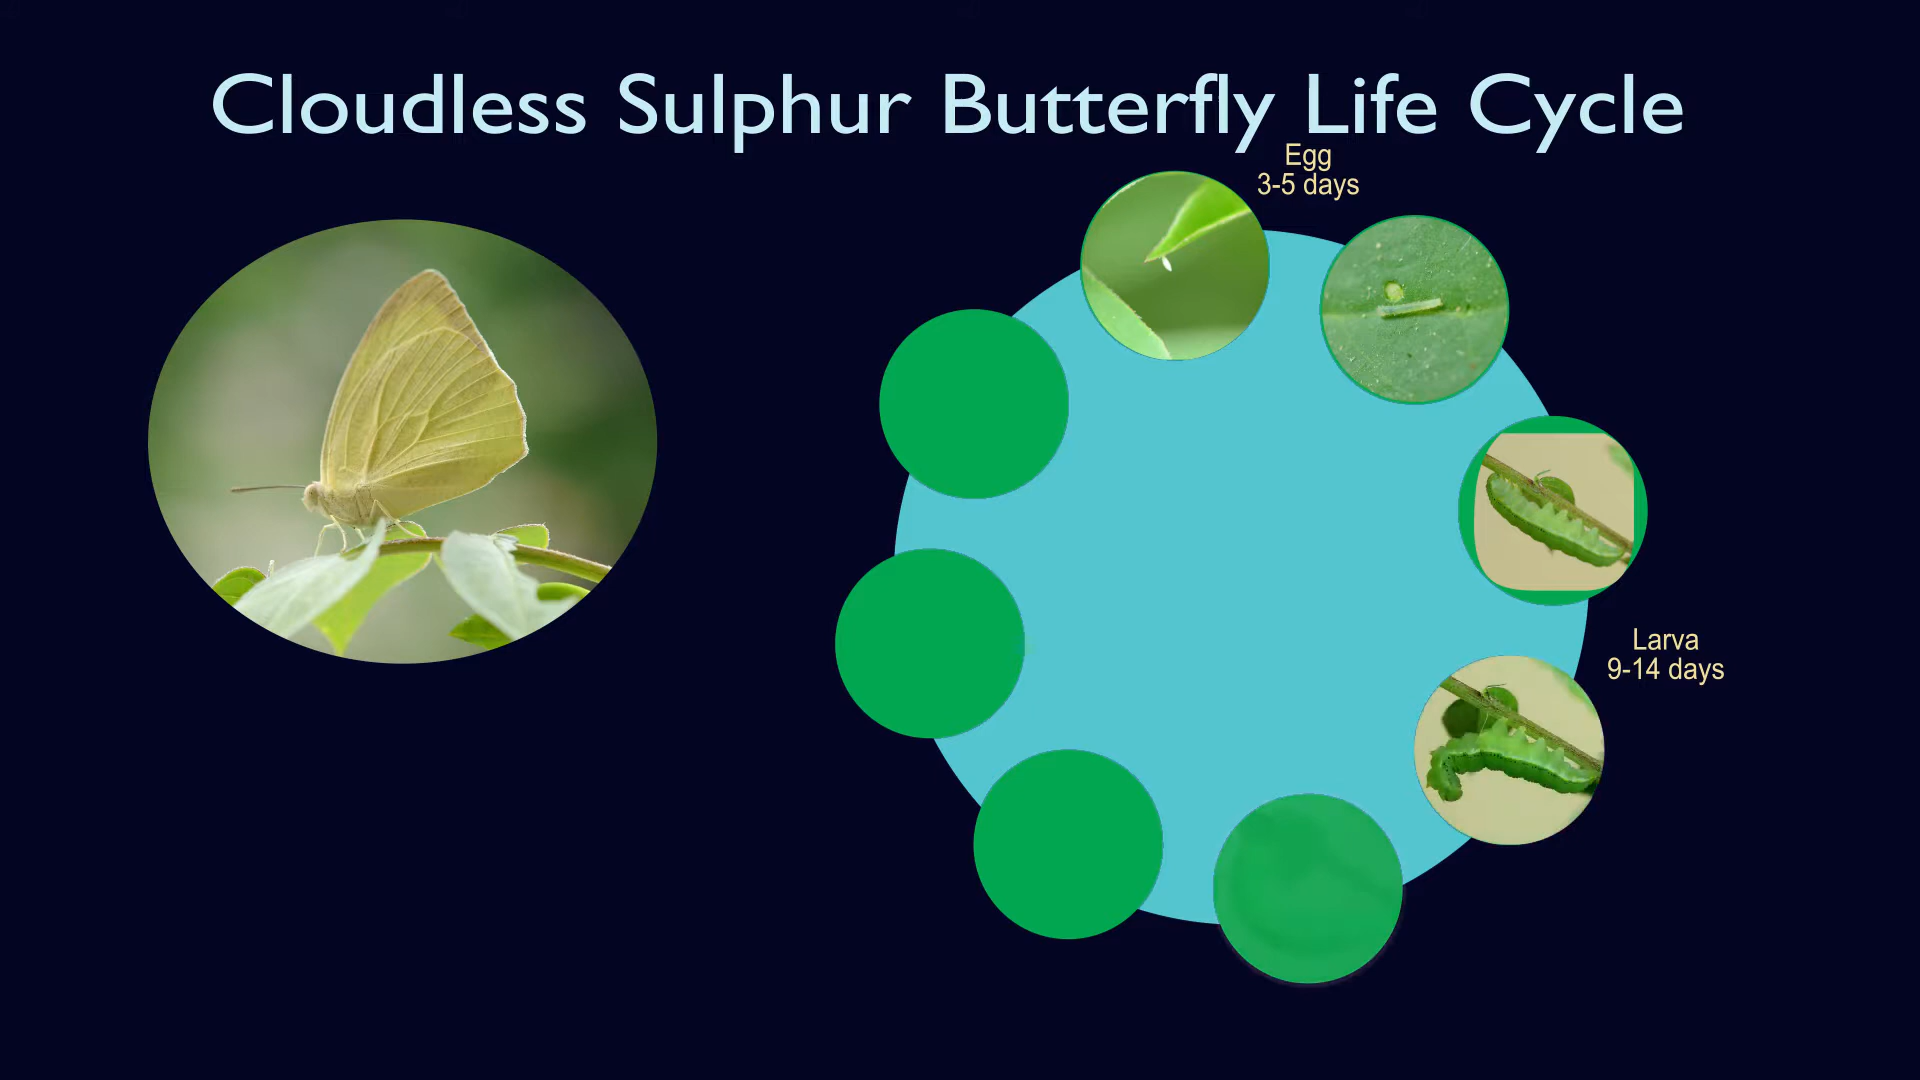 Cloudless Sulphur Butterfly Life Cycle
Egg
3-5 days
Larva
9-14 days